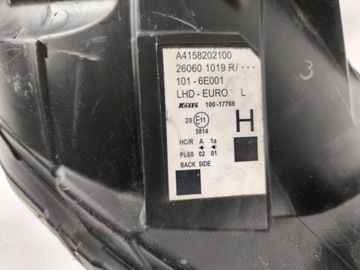 A4158202100
26060 1019 R/---
101 - 6E001
LHD - EURO L
Koito 100-17768
20 E11 H
5814
HC/R A 1a
PL00 02 01
BACK SIDE
3